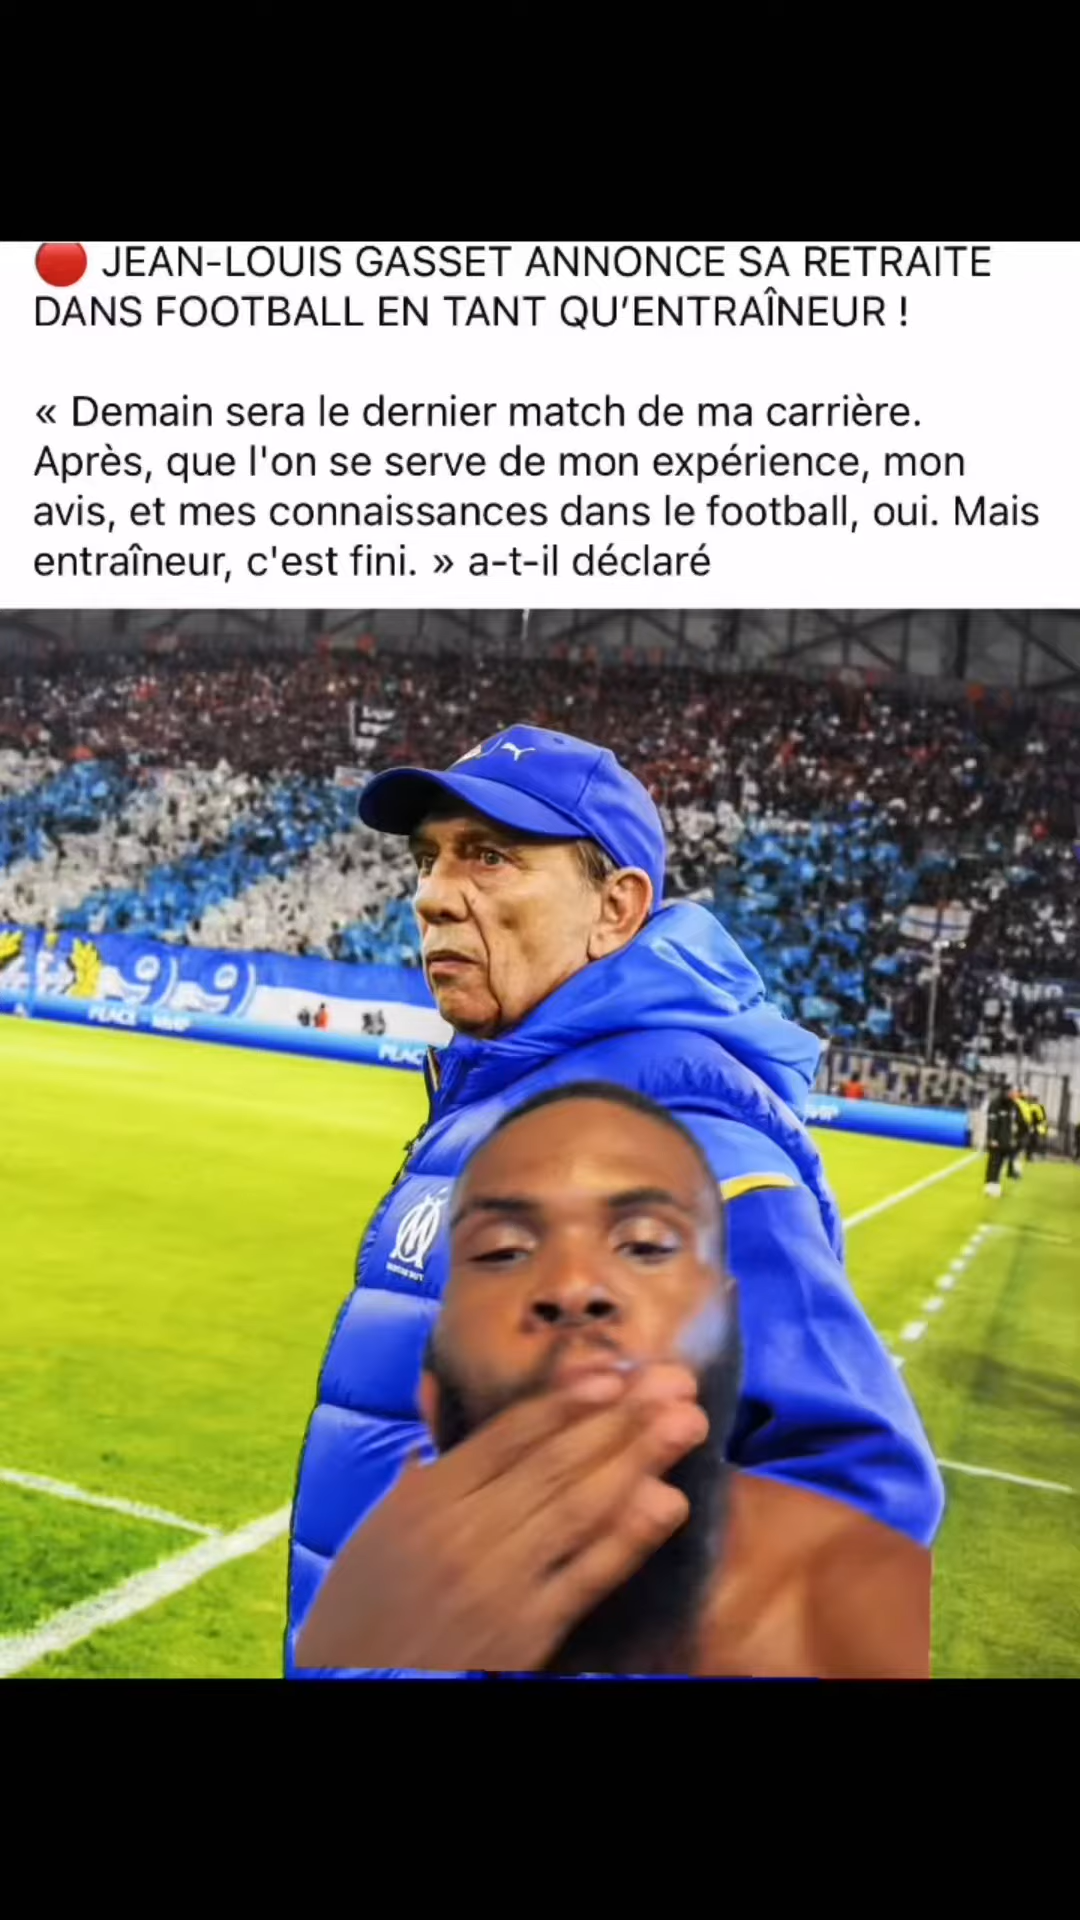 🔴 JEAN-LOUIS GASSET ANNONCE SA RETRAITE
DANS FOOTBALL EN TANT QU’ENTRAÎNEUR !
« Demain sera le dernier match de ma carrière.
Après, que l'on se serve de mon expérience, mon
avis, et mes connaissances dans le football, oui. Mais
entraîneur, c'est fini. » a-t-il déclaré